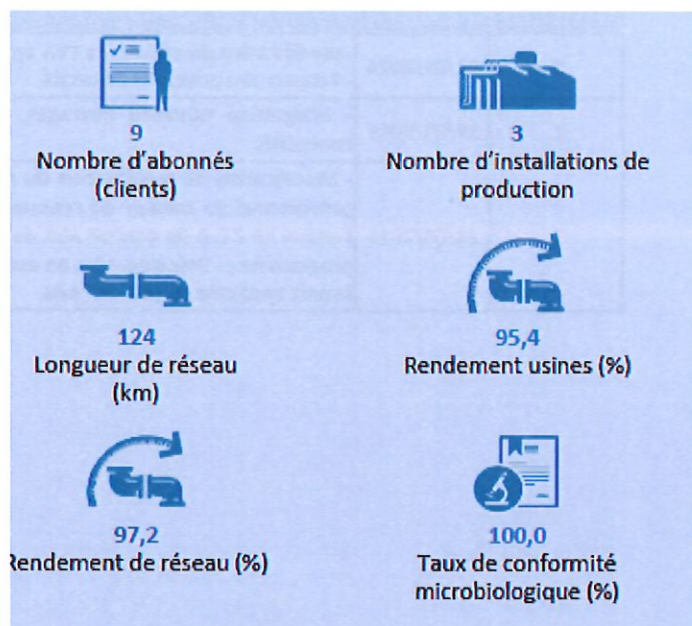 9
Nombre d'abonnés
(clients)
3
Nombre d'installations de
production
124
Longueur de réseau
(km)
95,4
Rendement usines (%)
97,2
Rendement de réseau (%)
100,0
Taux de conformité
microbiologique (%)